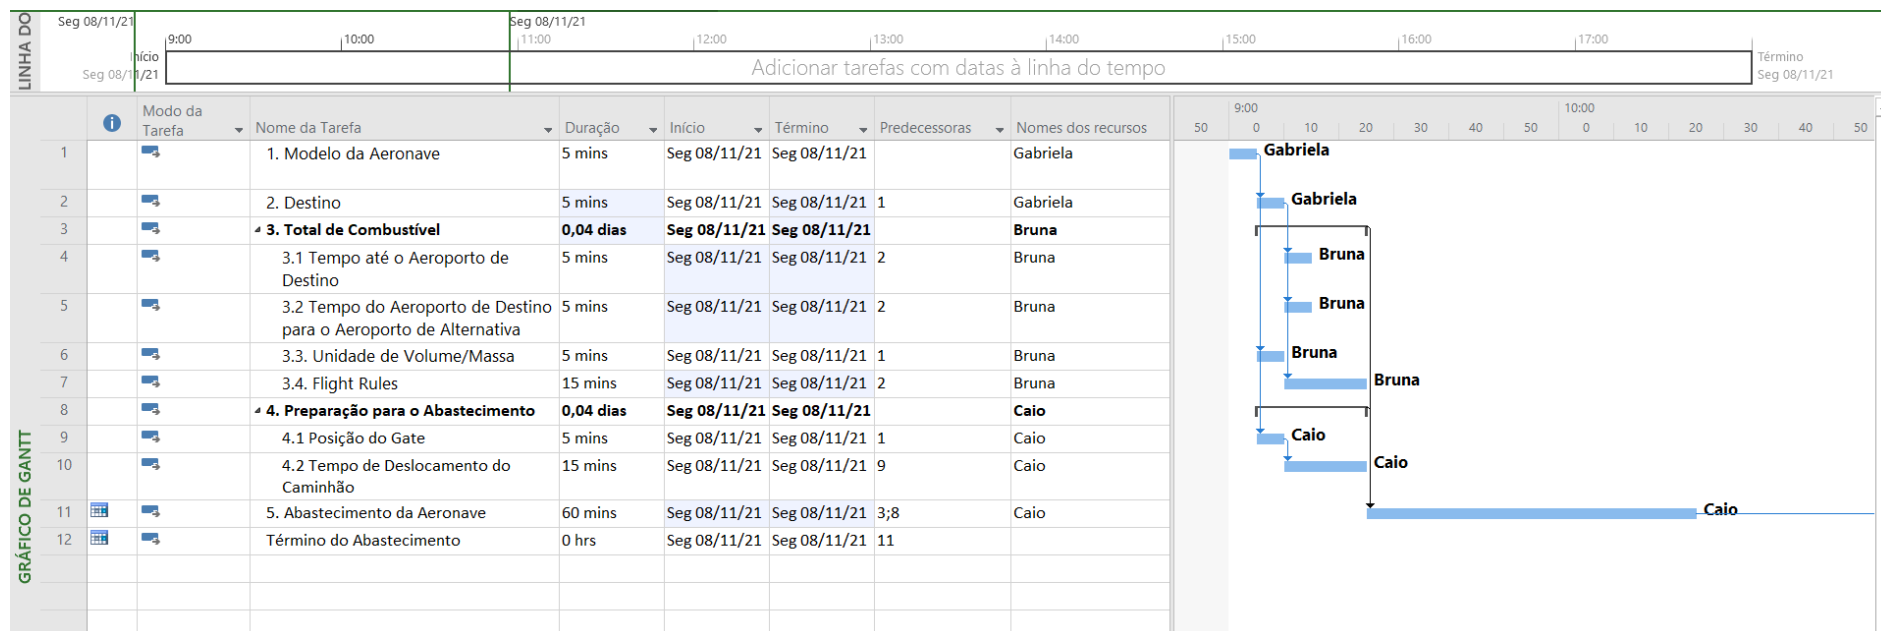 LINHA DO
Seg 08/11/21
Seg 08/11/21
9:00 10:00 11:00 12:00 13:00 14:00 15:00 16:00 17:00
Início
Seg 08/11/21
Adicionar tarefas com datas à linha do tempo
Término
Seg 08/11/21
GRÁFICO DE GANTT
Modo da
Tarefa
Nome da Tarefa Duração Início Término Predecessoras Nomes dos recursos
9:00 10:00
50 0 10 20 30 40 50 0 10 20 30 40 50
1 1. Modelo da Aeronave 5 mins Seg 08/11/21 Seg 08/11/21 Gabriela Gabriela
2 2. Destino 5 mins Seg 08/11/21 Seg 08/11/21 1 Gabriela Gabriela
3 3. Total de Combustível 0,04 dias Seg 08/11/21 Seg 08/11/21 Bruna
4 3.1 Tempo até o Aeroporto de 5 mins Seg 08/11/21 Seg 08/11/21 2 Bruna Bruna
Destino
5 3.2 Tempo do Aeroporto de Destino 5 mins Seg 08/11/21 Seg 08/11/21 2 Bruna Bruna
para o Aeroporto de Alternativa
6 3.3. Unidade de Volume/Massa 5 mins Seg 08/11/21 Seg 08/11/21 1 Bruna Bruna
7 3.4. Flight Rules 15 mins Seg 08/11/21 Seg 08/11/21 2 Bruna Bruna
8 4. Preparação para o Abastecimento 0,04 dias Seg 08/11/21 Seg 08/11/21 Caio
9 4.1 Posição do Gate 5 mins Seg 08/11/21 Seg 08/11/21 1 Caio Caio
10 4.2 Tempo de Deslocamento do 15 mins Seg 08/11/21 Seg 08/11/21 9 Caio Caio
Caminhão
11 5. Abastecimento da Aeronave 60 mins Seg 08/11/21 Seg 08/11/21 3;8 Caio Caio
12 Término do Abastecimento 0 hrs Seg 08/11/21 Seg 08/11/21 11